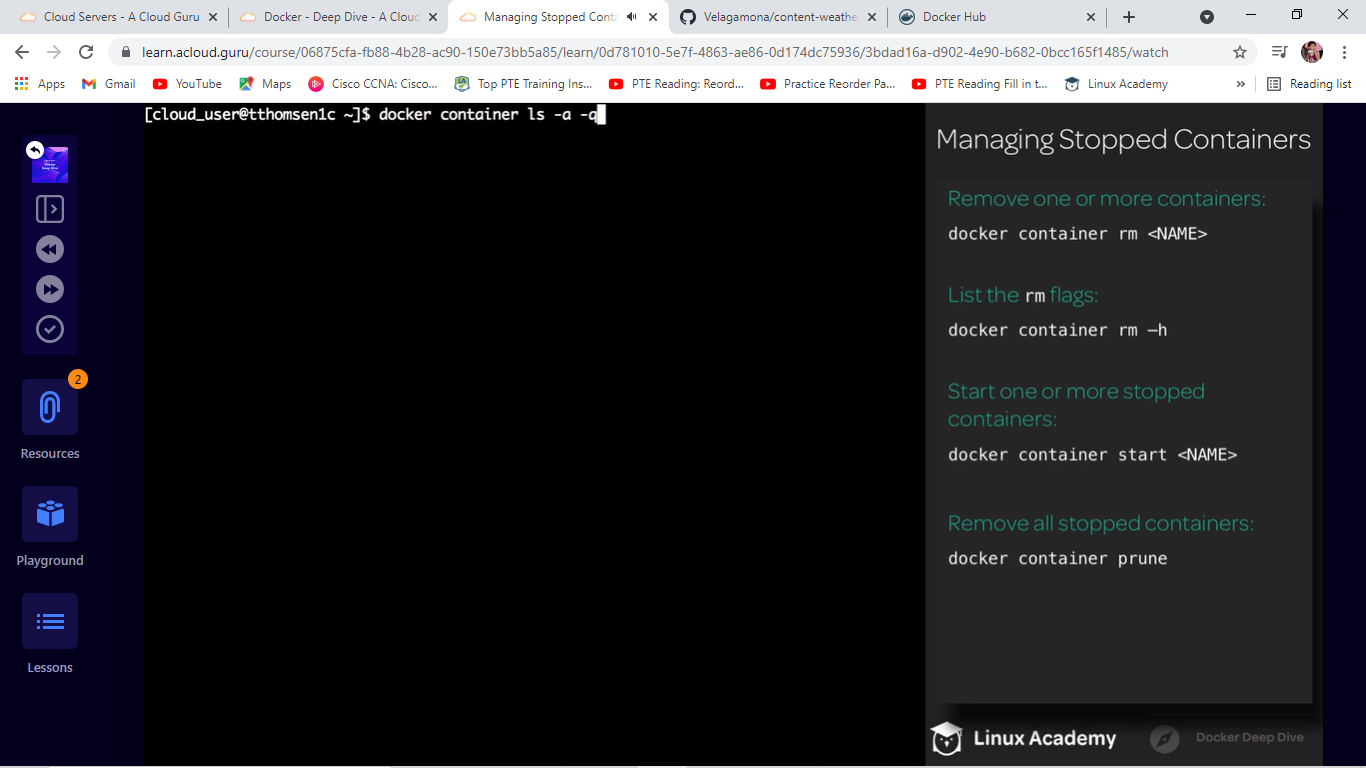 Cloud Servers - A Cloud Guru
Docker - Deep Dive - A Cloud
Managing Stopped Conta
Velagamona/content-weathe
Docker Hub
learn.acloud.guru/course/06875cfa-fb88-4b28-ac90-150e73bb5a85/learn/0d781010-5e7f-4863-ae86-0d174dc75936/3bdad16a-d902-4e90-b682-0bcc165f1485/watch
Apps
Gmail
YouTube
Maps
Cisco CCNA: Cisco...
Top PTE Training Ins...
PTE Reading: Reord...
Practice Reorder Pa...
PTE Reading Fill in t...
Linux Academy
»
Reading list
[cloud_user@tthomsen1c ~]$ docker container ls -a -q
Docker
Deep Dive
2
Resources
Playground
Lessons
Managing Stopped Containers
Remove one or more containers:
docker container rm <NAME>
List the rm flags:
docker container rm –h
Start one or more stopped
containers:
docker container start <NAME>
Remove all stopped containers:
docker container prune
Linux Academy
Docker Deep Dive